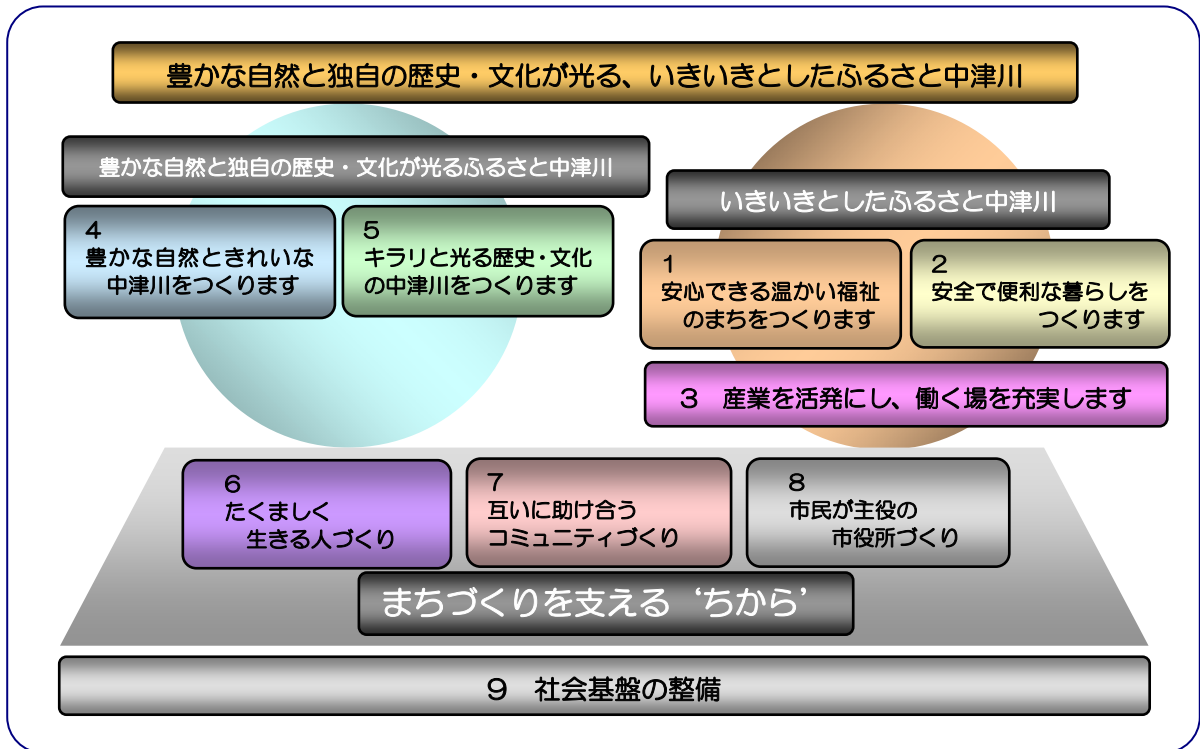 豊かな自然と独自の歴史・文化が光る、いきいきとしたふるさと中津川
豊かな自然と独自の歴史・文化が光るふるさと中津川
4
豊かな自然ときれいな
中津川をつくります
5
キラリと光る歴史・文化
の中津川をつくります
いきいきとしたふるさと中津川
1
安心できる温かい福祉
のまちをつくります
2
安全で便利な暮らしを
つくります
3 産業を活発にし、働く場を充実します
6
たくましく
生きる人づくり
7
互いに助け合う
コミュニティづくり
8
市民が主役の
市役所づくり
まちづくりを支える‘ちから’
9 社会基盤の整備